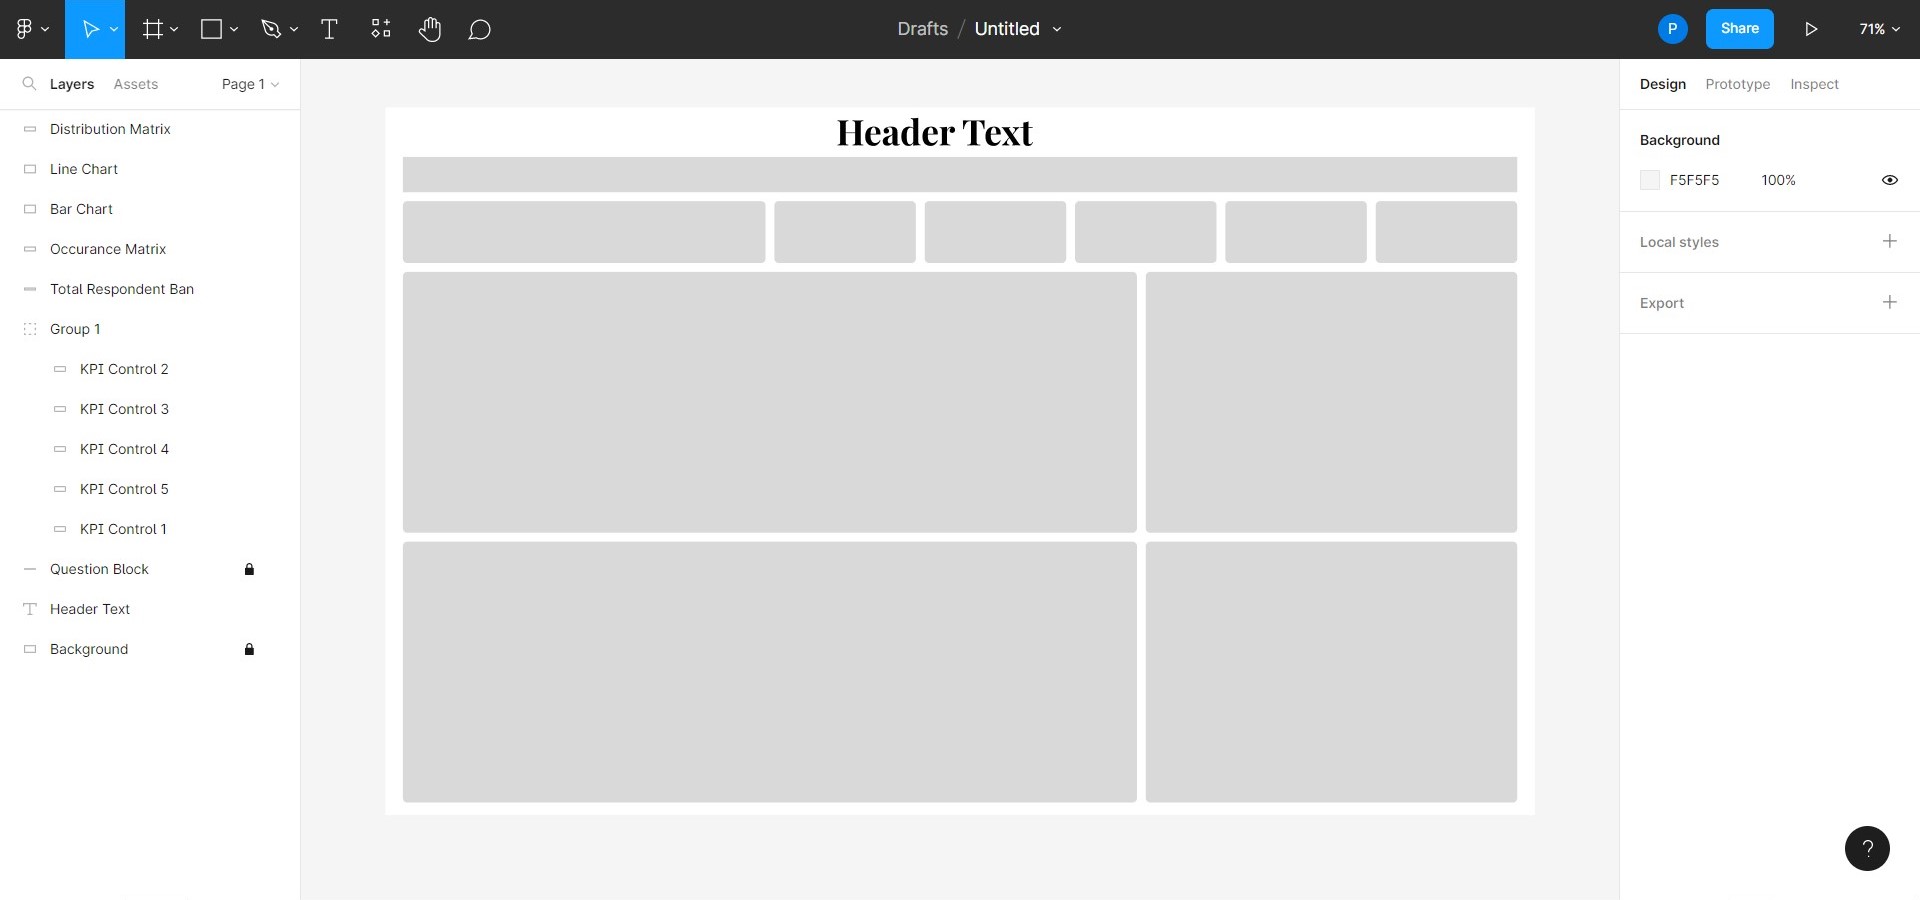 Drafts / Untitled
P
Share
71%
Layers
Assets
Page 1
Distribution Matrix
Line Chart
Bar Chart
Occurance Matrix
Total Respondent Ban
Group 1
KPI Control 2
KPI Control 3
KPI Control 4
KPI Control 5
KPI Control 1
Question Block
Header Text
Background
Header Text
Design
Prototype
Inspect
Background
F5F5F5
100%
Local styles
Export
?